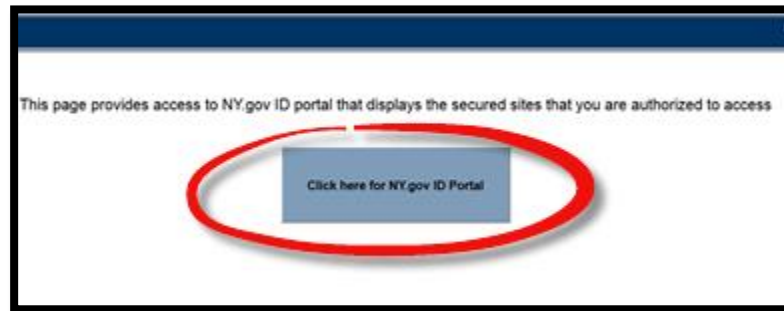 This page provides access to NY.gov ID portal that displays the secured sites that you are authorized to access
Click here for NY.gov ID Portal